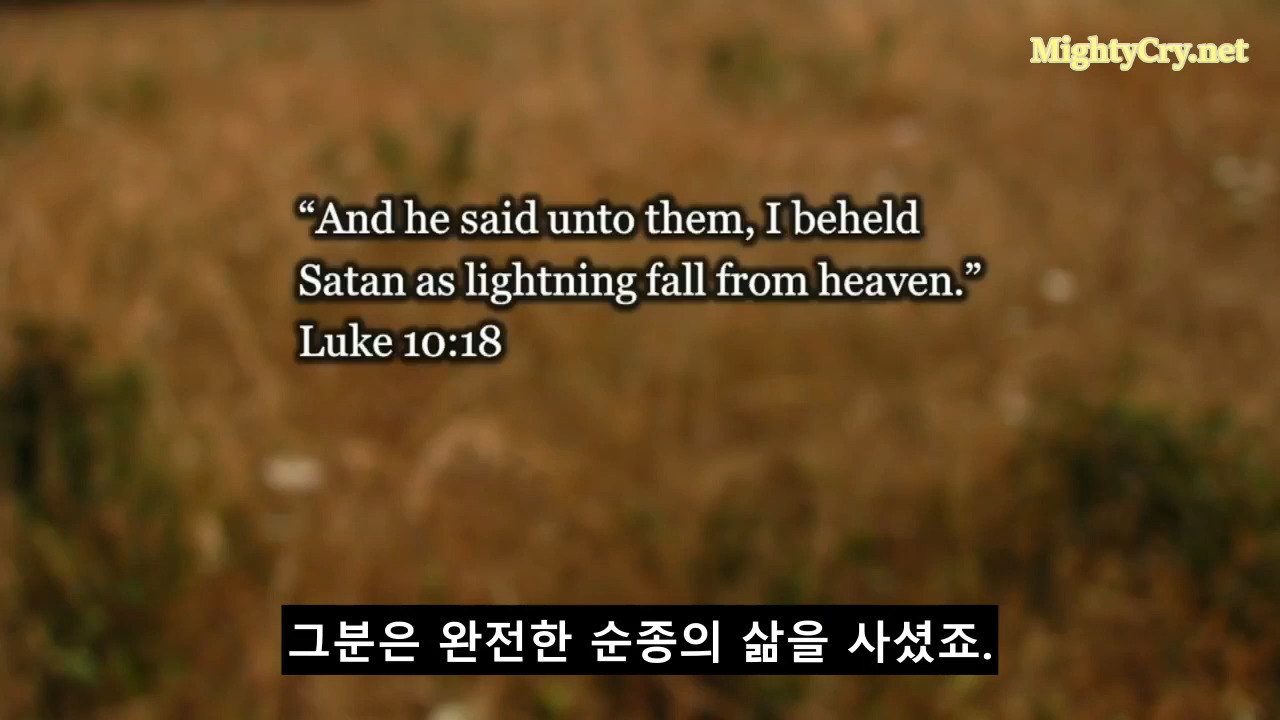 MightyCry.net
“And he said unto them, I beheld
Satan as lightning fall from heaven.”
Luke 10:18
그분은 완전한 순종의 삶을 사셨죠.